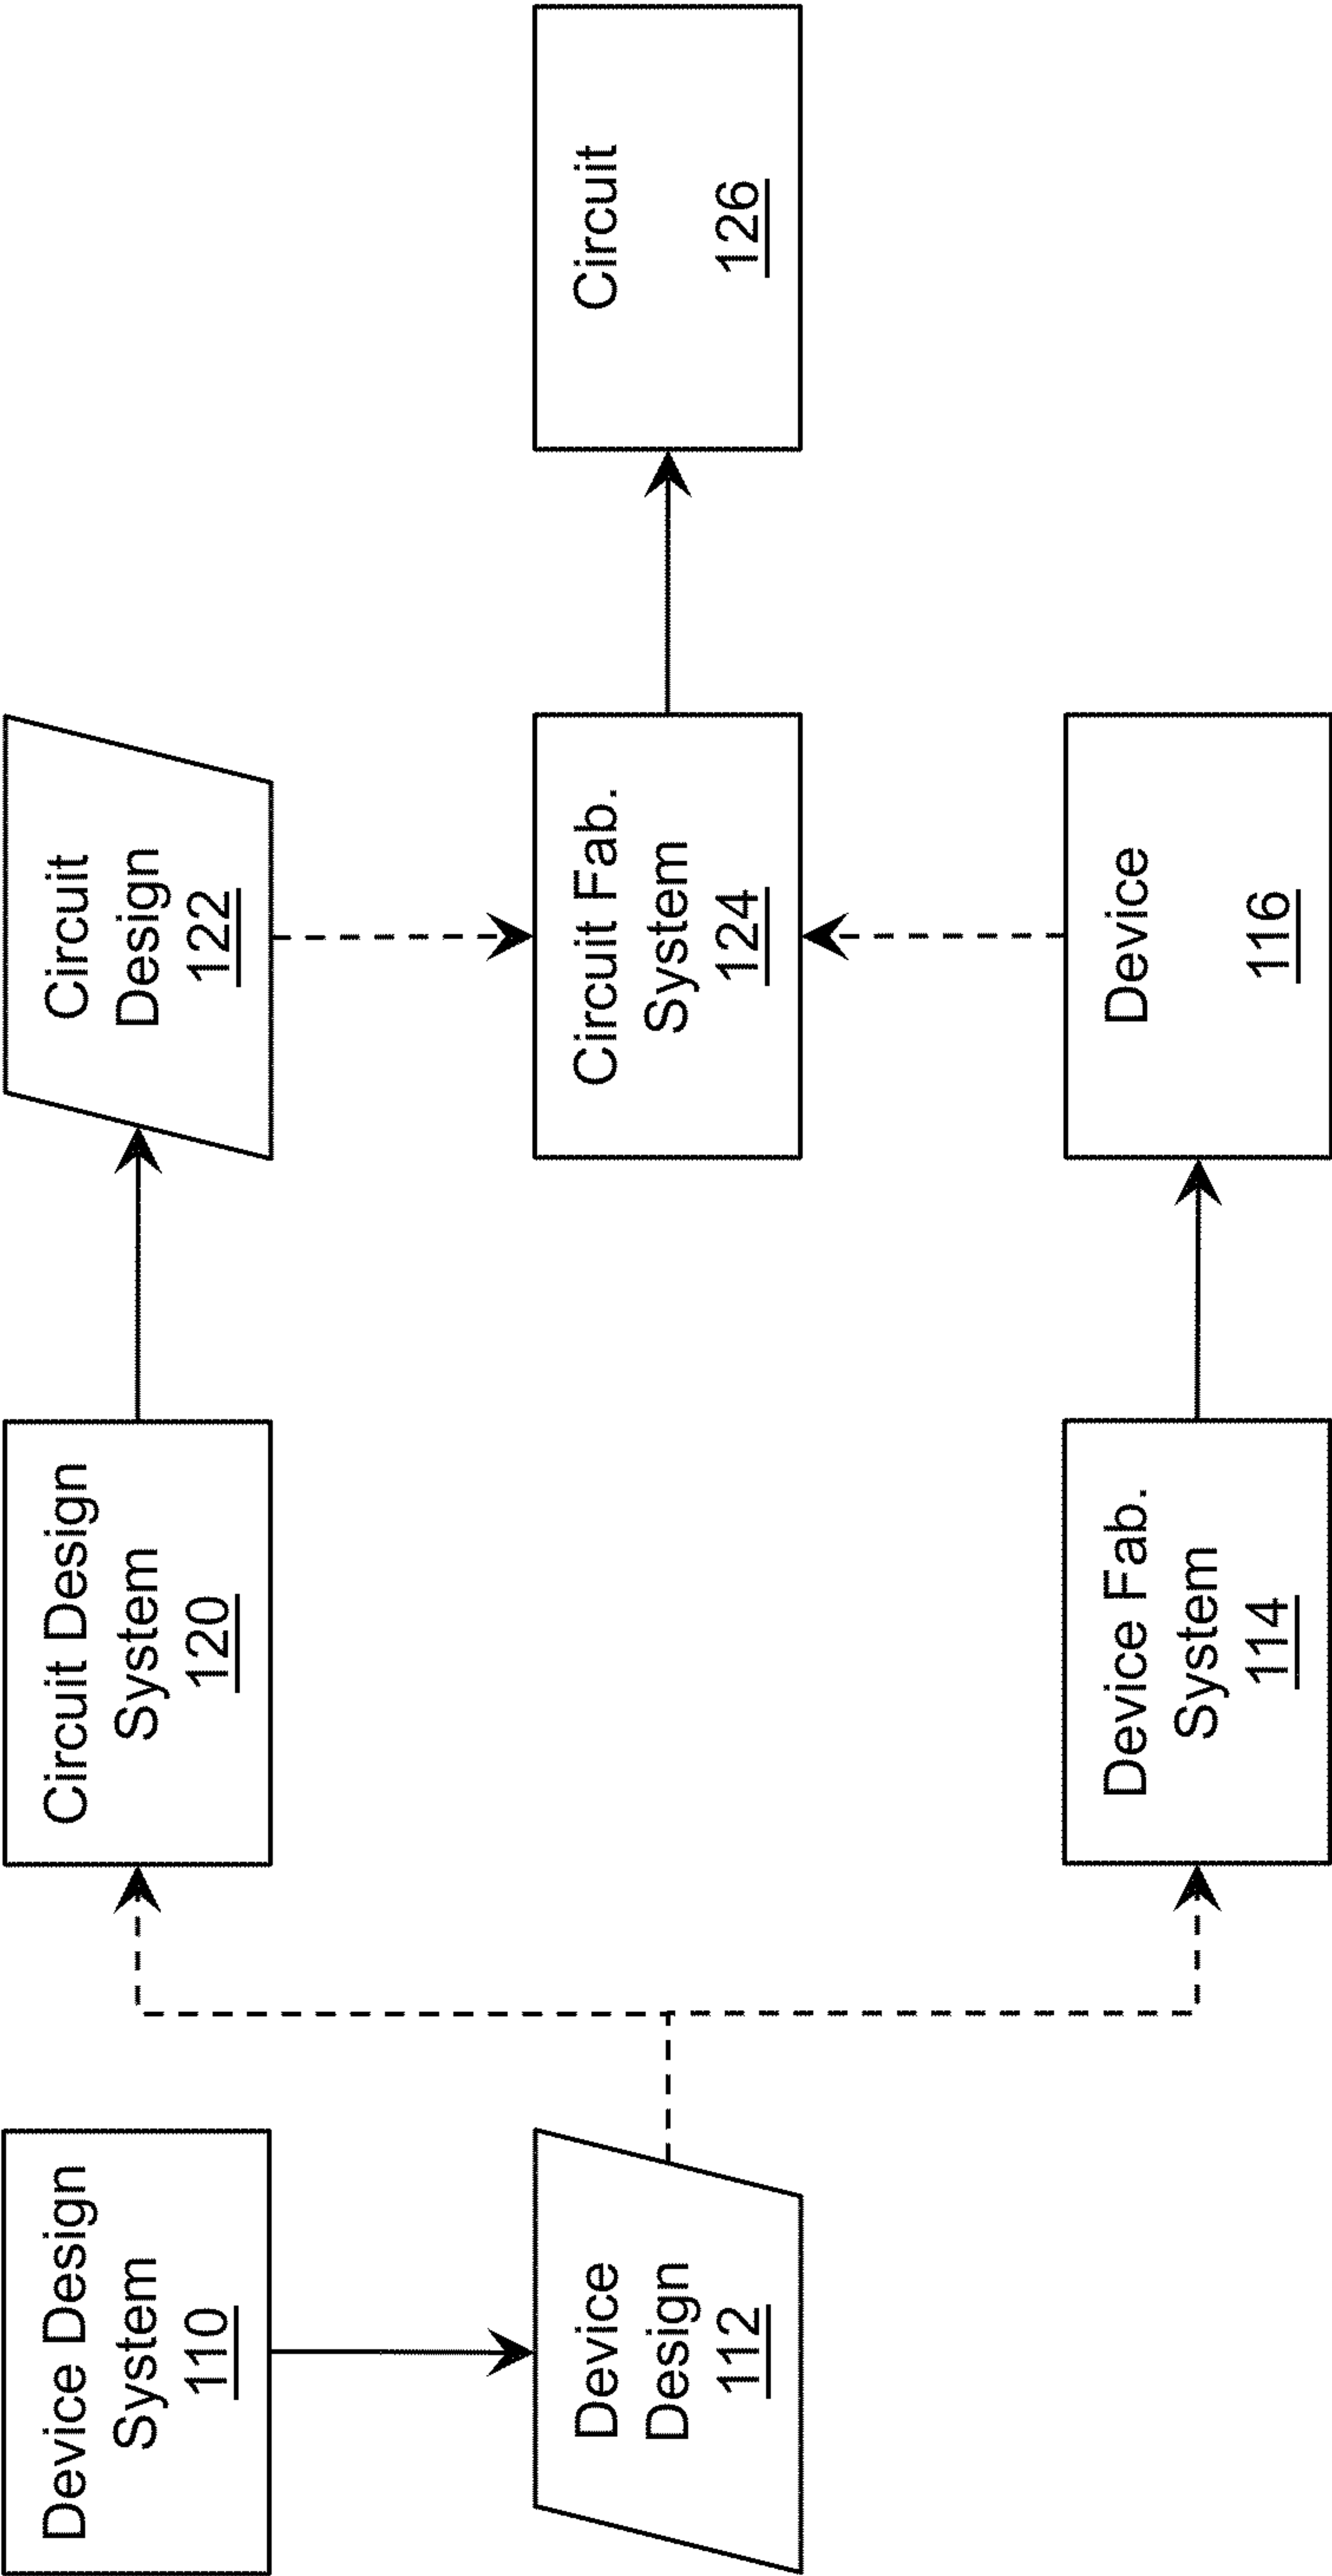 Device Design
System
110
Device
Design
112
Circuit Design
System
120
Device Fab.
System
114
Circuit
Design
122
Circuit Fab.
System
124
Device
116
Circuit
126